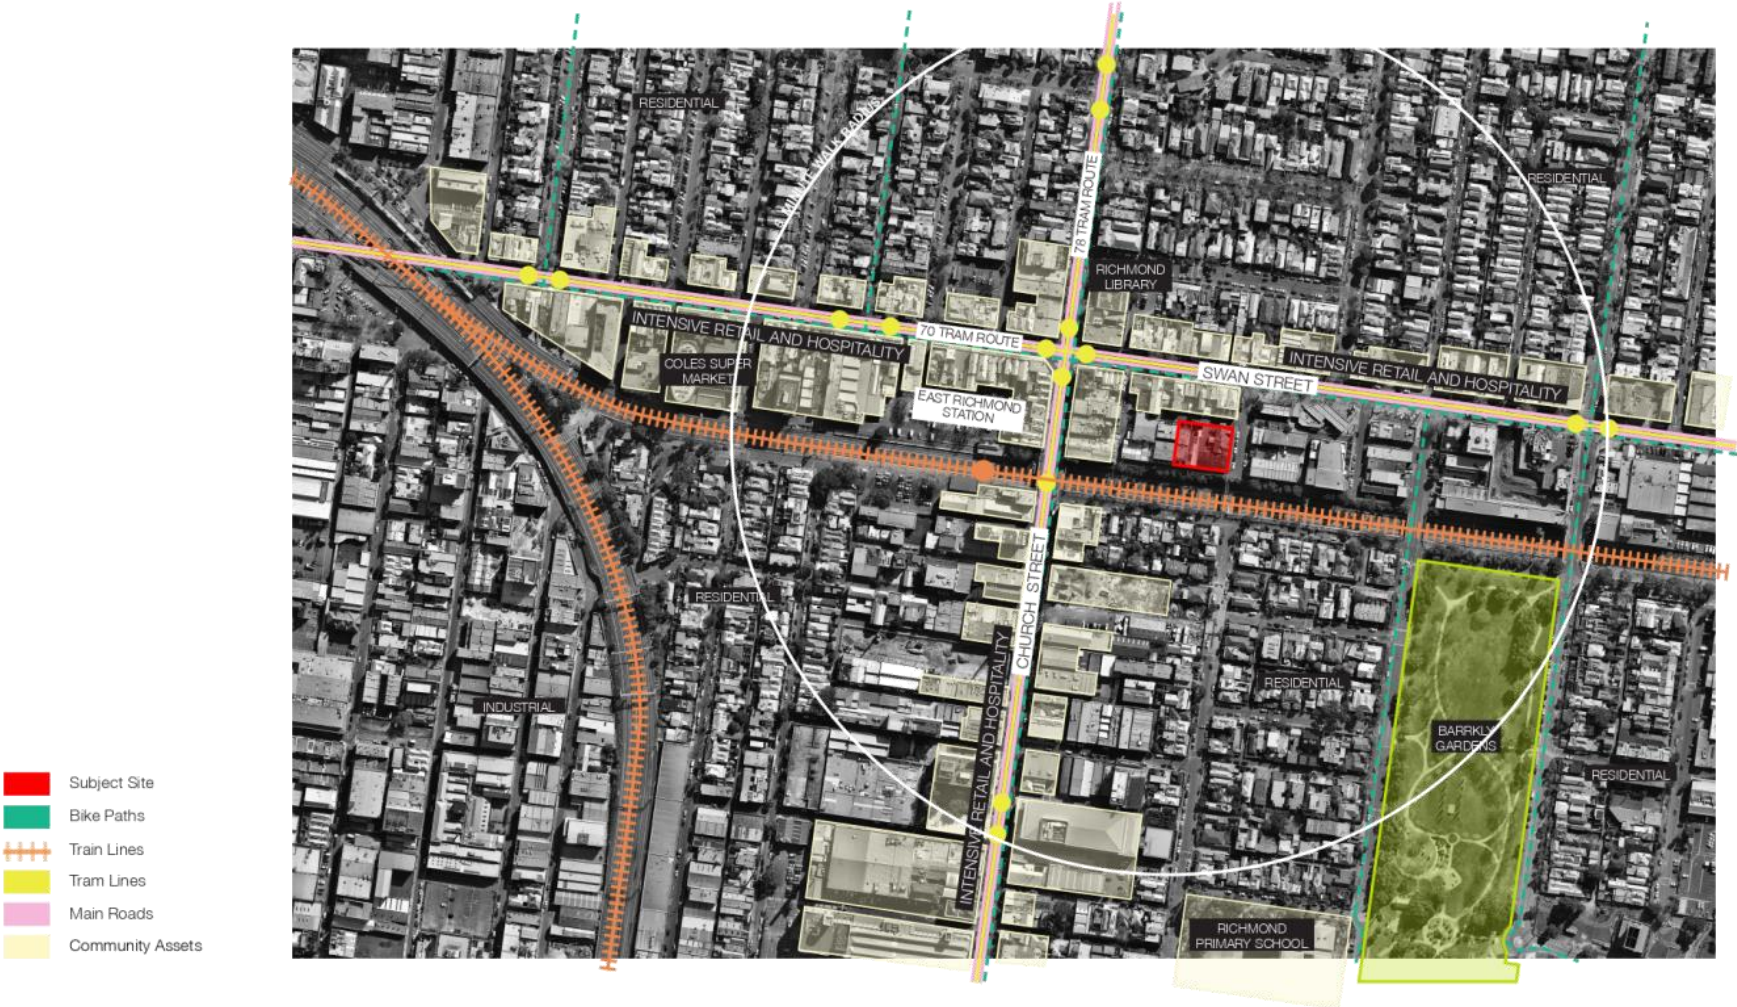 RESIDENTIAL
MINUTE WALK RADIUS
78 TRAM ROUTE
RESIDENTIAL
RICHMOND
LIBRARY
INTENSIVE RETAIL AND HOSPITALITY
70 TRAM ROUTE
COLES SUPER
MARKET
INTENSIVE RETAIL AND HOSPITALITY
SWAN STREET
EAST RICHMOND
STATION
CHURCH STREET
RESIDENTIAL
INTENSIVE RETAIL AND HOSPITALITY
RESIDENTIAL
INDUSTRIAL
BARRKLY
GARDENS
RESIDENTIAL
RICHMOND
PRIMARY SCHOOL
Subject Site
Bike Paths
Train Lines
Tram Lines
Main Roads
Community Assets